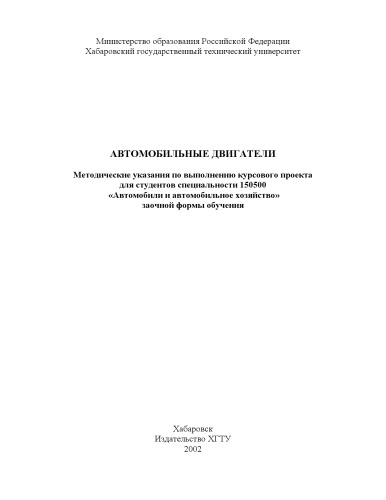 Министерство образования Российской Федерации
Хабаровский государственный технический университет
АВТОМОБИЛЬНЫЕ ДВИГАТЕЛИ
Методические указания по выполнению курсового проекта
для студентов специальности 150500
«Автомобили и автомобильное хозяйство»
заочной формы обучения
Хабаровск
Издательство ХГТУ
2002